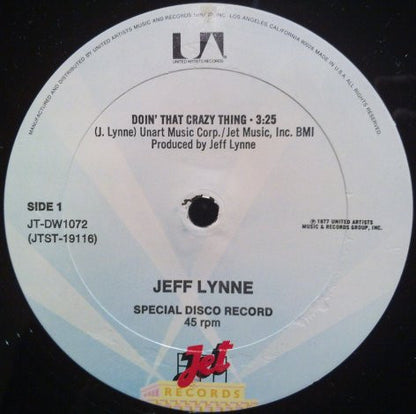 MANUFACTURED AND DISTRIBUTED BY UNITED ARTISTS MUSIC AND RECORDS GROUP, INC. LOS ANGELES, CALIFORNIA 90028. MADE IN U.S.A. ALL RIGHTS RESERVED.
UA
UNITED ARTISTS RECORDS
DOIN' THAT CRAZY THING • 3:25
(J. Lynne) Unart Music Corp./Jet Music, Inc. BMI
Produced by Jeff Lynne
SIDE 1
JT-DW1072
(JTST-19116)
℗ 1977 UNITED ARTISTS
MUSIC & RECORDS GROUP, INC.
JEFF LYNNE
SPECIAL DISCO RECORD
45 rpm
Jet
RECORDS